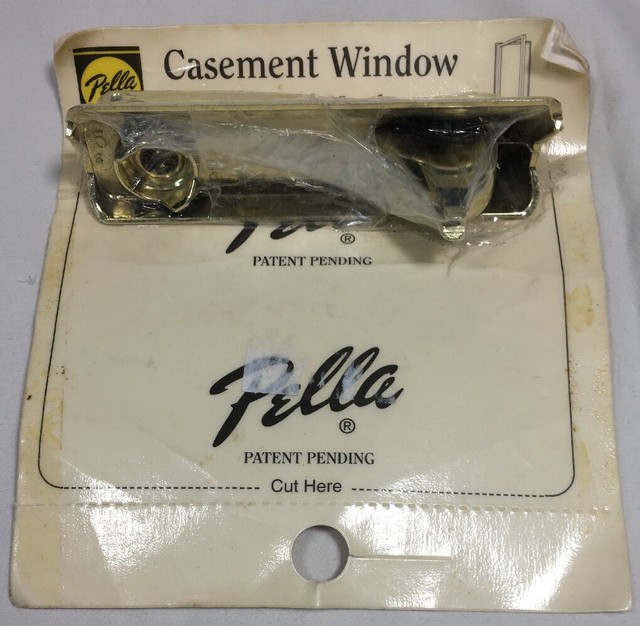 Pella
Casement Window
®
PATENT PENDING
Pella
®
PATENT PENDING
Cut Here